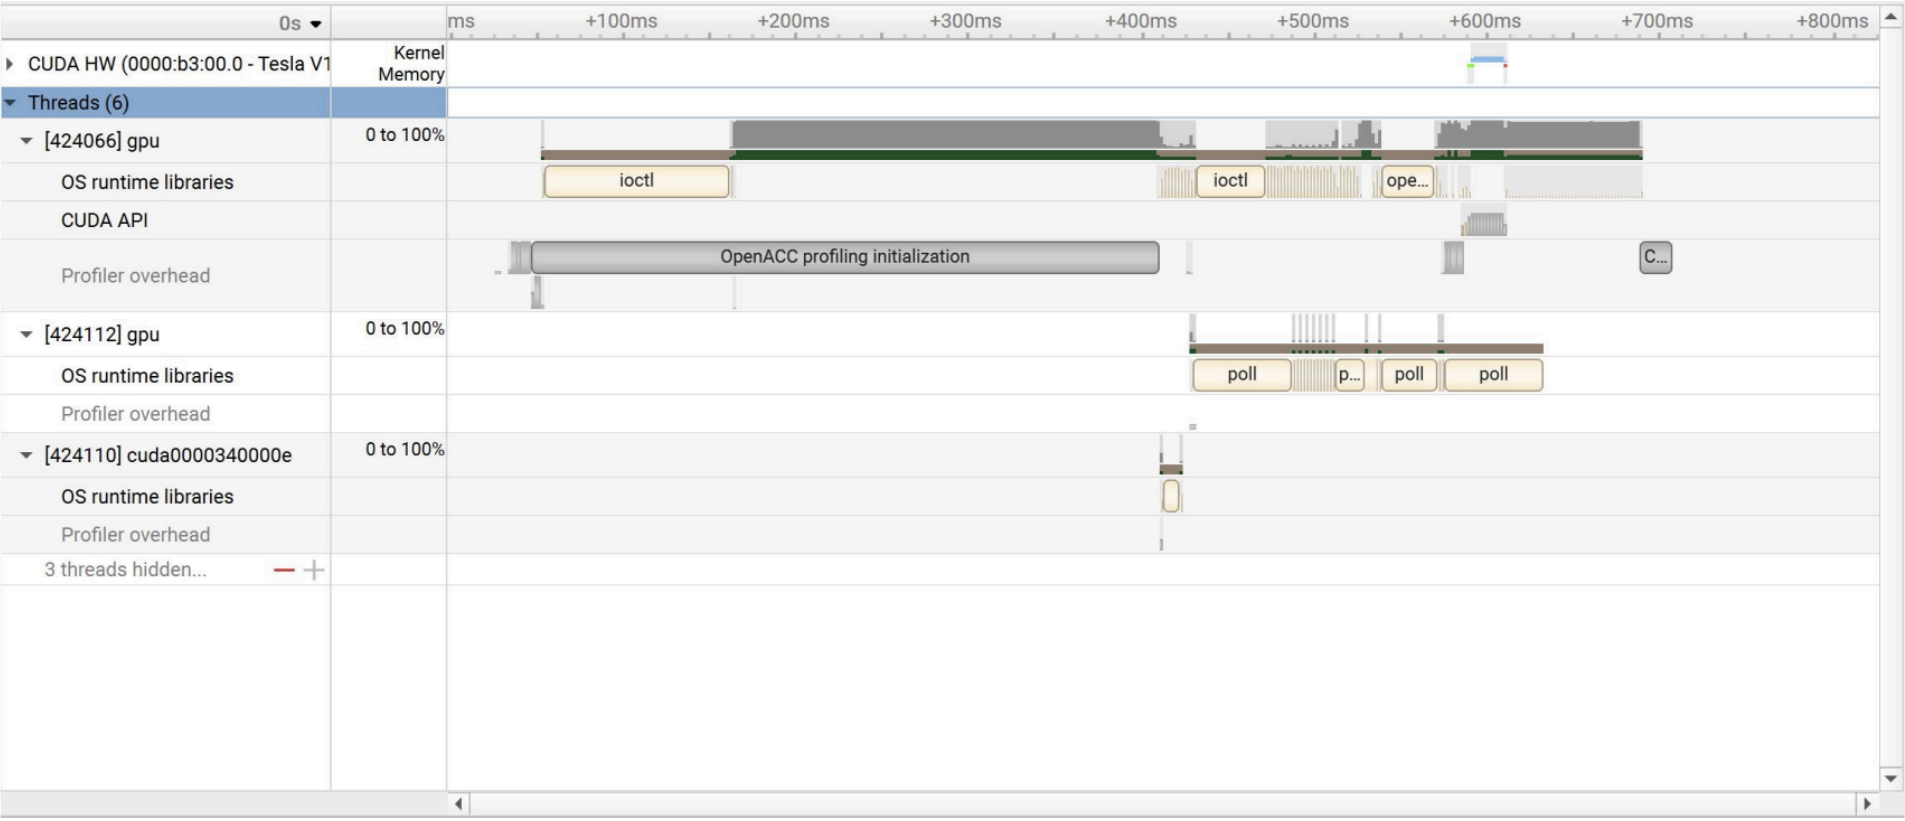 0s ms +100ms +200ms +300ms +400ms +500ms +600ms +700ms +800ms
CUDA HW (0000:b3:00.0 - Tesla V1 Kernel
Memory
Threads (6)
[424066] gpu 0 to 100%
OS runtime libraries ioctl ioctl ope...
CUDA API
Profiler overhead OpenACC profiling initialization C...
[424112] gpu 0 to 100%
OS runtime libraries poll p... poll poll
Profiler overhead
[424110] cuda0000340000e 0 to 100%
OS runtime libraries
Profiler overhead
3 threads hidden...